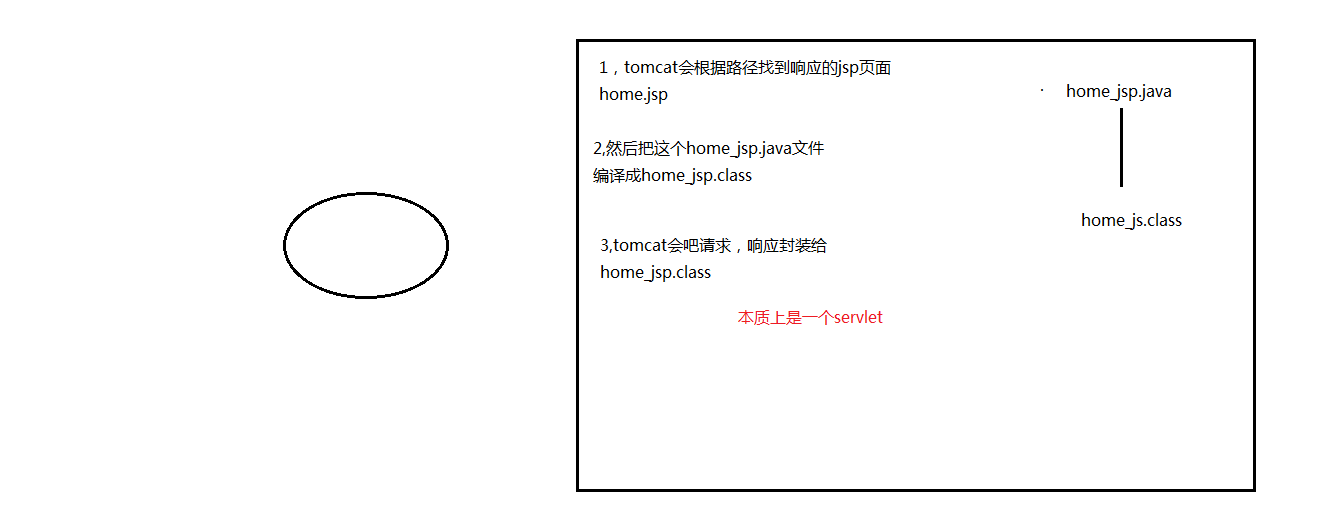 1，tomcat会根据路径找到响应的jsp页面
home.jsp
home_jsp.java
2,然后把这个home_jsp.java文件
编译成home_jsp.class
home_js.class
3,tomcat会吧请求，响应封装给
home_jsp.class
本质上是一个servlet